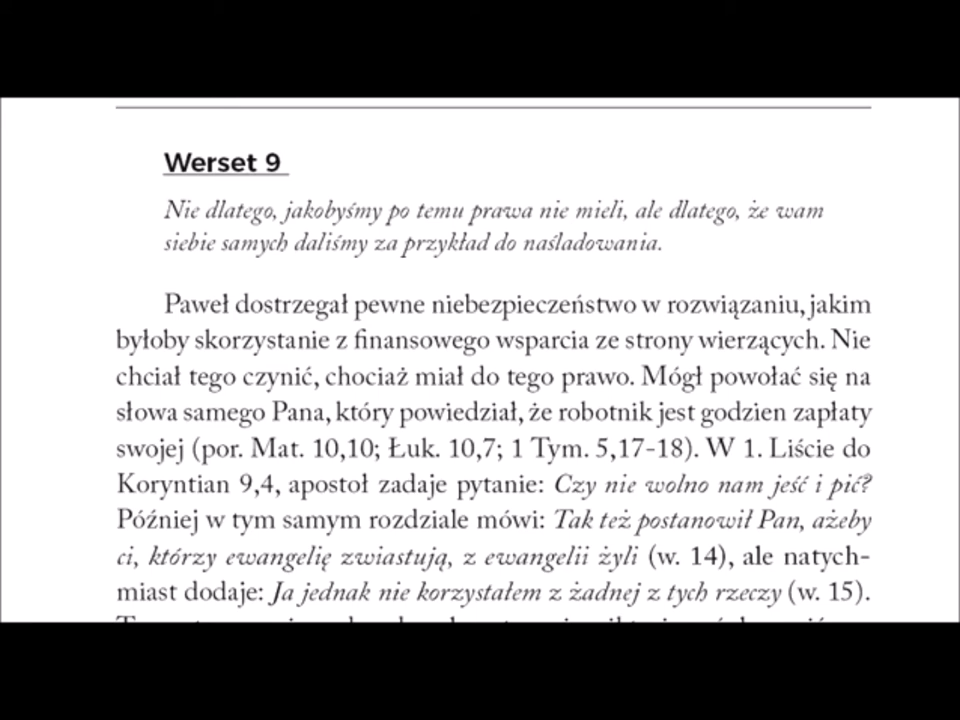 Werset 9
Nie dlatego, jakobyśmy po temu prawa nie mieli, ale dlatego, że wam
siebie samych daliśmy za przykład do naśladowania.
Paweł dostrzegał pewne niebezpieczeństwo w rozwiązaniu, jakim
byłoby skorzystanie z finansowego wsparcia ze strony wierzących. Nie
chciał tego czynić, chociaż miał do tego prawo. Mógł powołać się na
słowa samego Pana, który powiedział, że robotnik jest godzien zapłaty
swojej (por. Mat. 10,10; Łuk. 10,7; 1 Tym. 5,17-18). W 1. Liście do
Koryntian 9,4, apostoł zadaje pytanie: Czy nie wolno nam jeść i pić?
Później w tym samym rozdziale mówi: Tak też postanowił Pan, ażeby
ci, którzy ewangelię zwiastują, z ewangelii żyli (w. 14), ale natych-
miast dodaje: Ja jednak nie korzystałem z żadnej z tych rzeczy (w. 15).